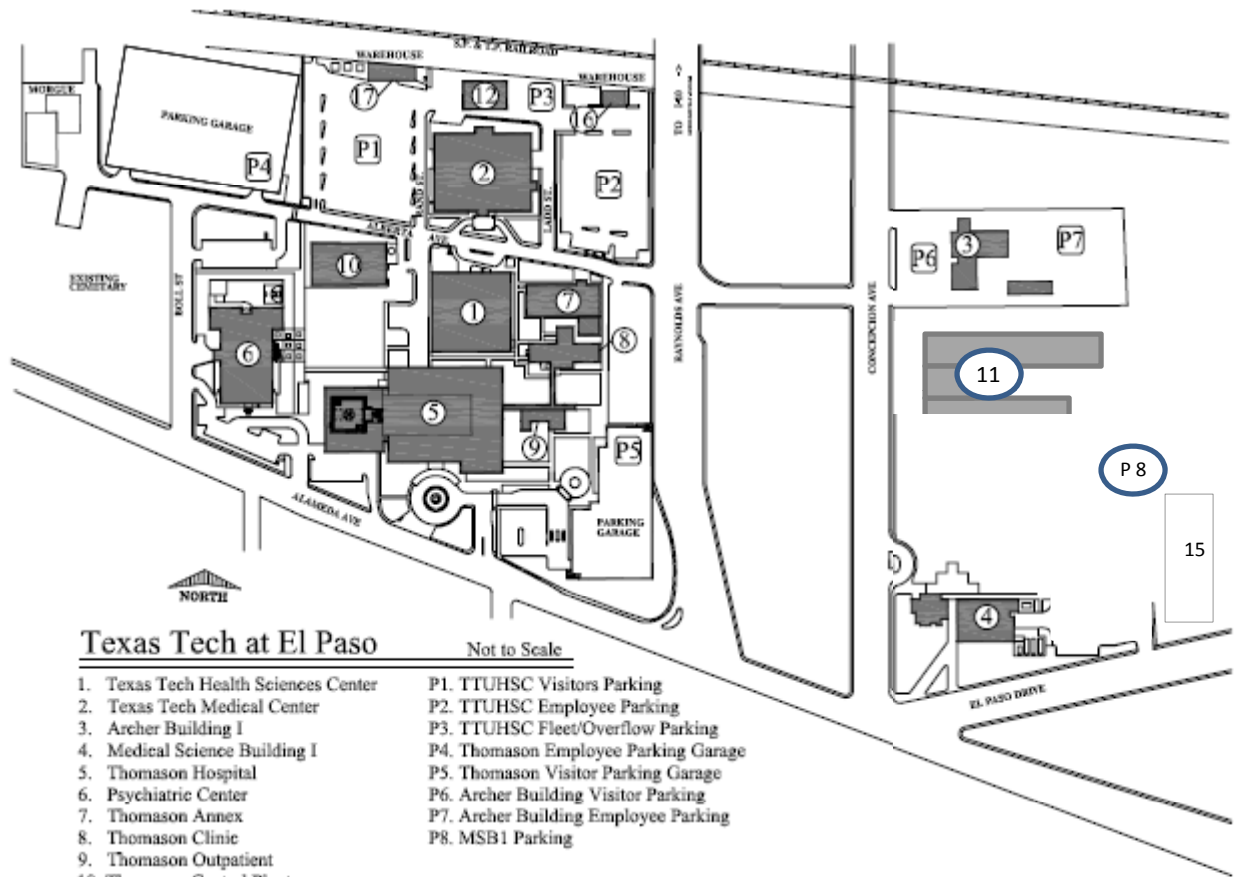 S.P. & T.P. RAILROAD
WAREHOUSE
WAREHOUSE
MORGUE
17
12
P3
16
TO I-10 ->
PARKING GARAGE
P1
P4
2
P2
LADD ST.
ALBERTA AVE
10
3
P6
P7
EXISTING
CEMETARY
BOLL ST
1
7
8
6
RAYNOLDS AVE
CONCEPCION AVE
11
5
9
P5
P 8
PARKING
GARAGE
15
ALAMEDA AVE
4
NORTH
EL PASO DRIVE
Texas Tech at El Paso
Not to Scale
1. Texas Tech Health Sciences Center
2. Texas Tech Medical Center
3. Archer Building I
4. Medical Science Building I
5. Thomason Hospital
6. Psychiatric Center
7. Thomason Annex
8. Thomason Clinic
9. Thomason Outpatient
P1. TTUHSC Visitors Parking
P2. TTUHSC Employee Parking
P3. TTUHSC Fleet/Overflow Parking
P4. Thomason Employee Parking Garage
P5. Thomason Visitor Parking Garage
P6. Archer Building Visitor Parking
P7. Archer Building Employee Parking
P8. MSB1 Parking